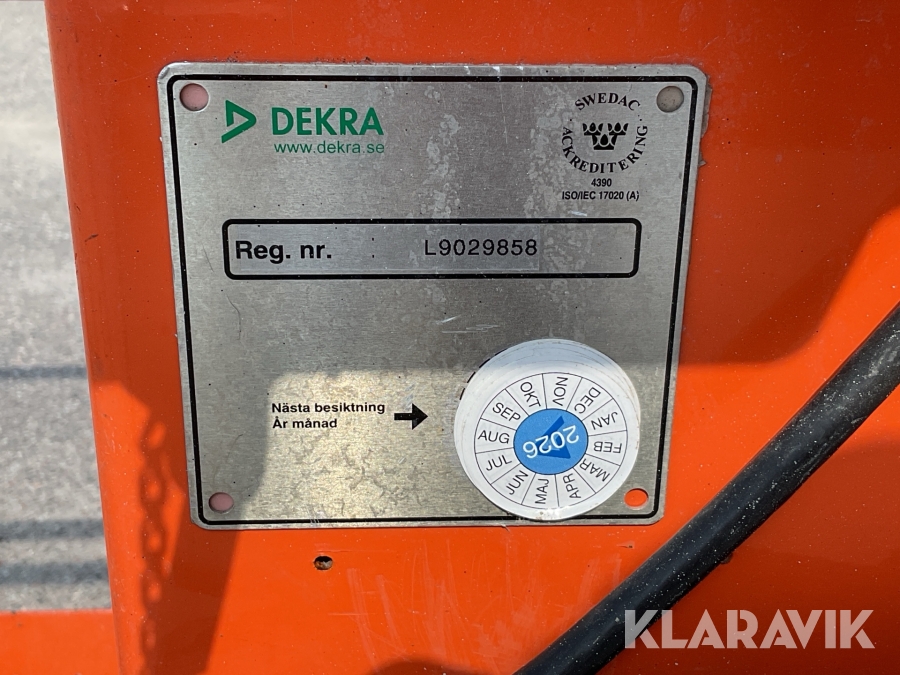 DEKRA
www.dekra.se
SWEDAC
ACKREDITERING
4390
ISO/IEC 17020 (A)
Reg. nr. L9029858
Nästa besiktning
År månad
JAN
FEB
MAR
APR
MAJ
JUN
JUL
AUG
SEP
OKT
NOV
DEC
2026
KLARAVIK